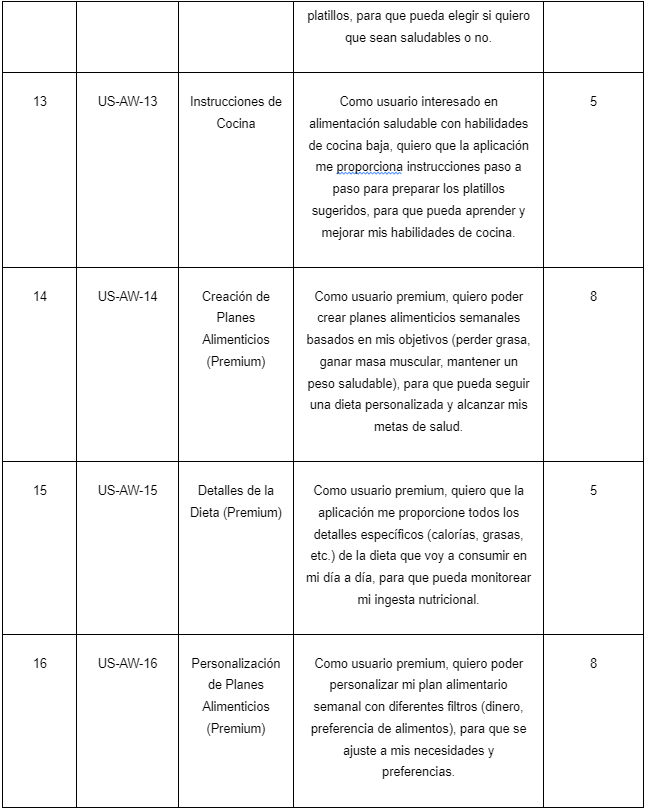 platillos, para que pueda elegir si quiero
que sean saludables o no.
13
US-AW-13
Instrucciones de
Cocina
Como usuario interesado en
alimentación saludable con habilidades
de cocina baja, quiero que la aplicación
me proporciona instrucciones paso a
paso para preparar los platillos
sugeridos, para que pueda aprender y
mejorar mis habilidades de cocina.
5
14
US-AW-14
Creación de
Planes
Alimenticios
(Premium)
Como usuario premium, quiero poder
crear planes alimenticios semanales
basados en mis objetivos (perder grasa,
ganar masa muscular, mantener un
peso saludable), para que pueda seguir
una dieta personalizada y alcanzar mis
metas de salud.
8
15
US-AW-15
Detalles de la
Dieta (Premium)
Como usuario premium, quiero que la
aplicación me proporcione todos los
detalles específicos (calorías, grasas,
etc.) de la dieta que voy a consumir en
mi día a día, para que pueda monitorear
mi ingesta nutricional.
5
16
US-AW-16
Personalización
de Planes
Alimenticios
(Premium)
Como usuario premium, quiero poder
personalizar mi plan alimentario
semanal con diferentes filtros (dinero,
preferencia de alimentos), para que se
ajuste a mis necesidades y
preferencias.
8